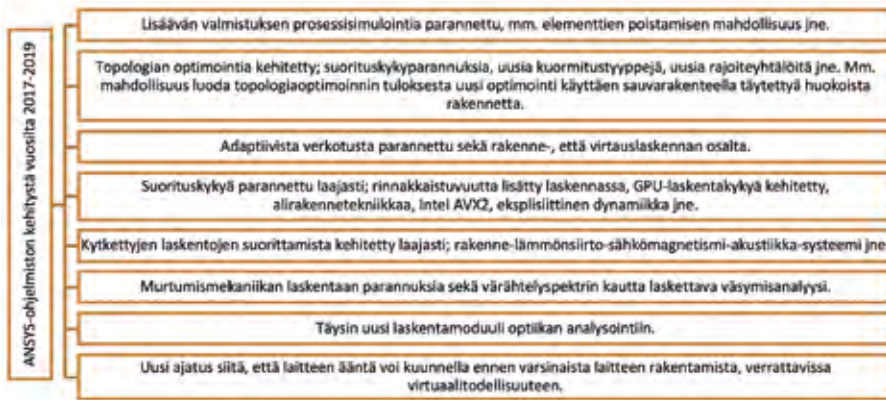 ANSYS-ohjelmiston kehitystä vuosilta 2017-2019
Lisäävän valmistuksen prosessisimulointia parannettu, mm. elementtien poistamisen mahdollisuus jne.
Topologian optimointia kehitetty; suorituskykyparannuksia, uusia kuormitustyyppejä, uusia rajoiteyhtälöitä jne. Mm.
mahdollisuus luoda topologiaoptimoinnin tuloksesta uusi optimointi käyttäen sauvarakenteella täytettyä huokoista
rakennetta.
Adaptiivista verkotusta parannettu sekä rakenne-, että virtauslaskennan osalta.
Suorituskykyä parannettu laajasti; rinnakkaistuvuutta lisätty laskennassa, GPU-laskentakykyä kehitetty,
alirakennetekniikkaa, Intel AVX2, eksplisiittinen dynamiikka jne.
Kytkettyjen laskentojen suorittamista kehitetty laajasti; rakenne-lämmönsiirto-sähkömagnetismi-akustiikka-systeemi jne
Murtumismekaniikan laskentaan parannuksia sekä värähtelyspektrin kautta laskettava väsymisanalyysi.
Täysin uusi laskentamoduuli optiikan analysointiin.
Uusi ajatus siitä, että laitteen ääntä voi kuunnella ennen varsinaista laitteen rakentamista, verrattavissa
virtuaalitodellisuuteen.